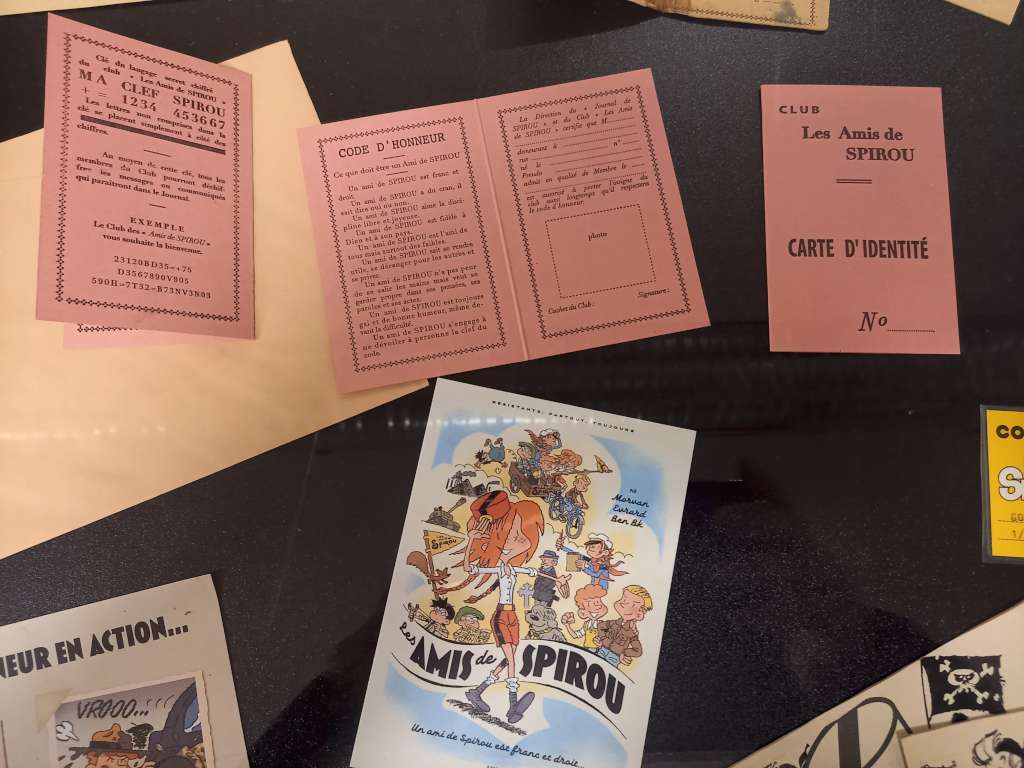 Clé du langage secret chiffré
du club « Les Amis de SPIROU »
MA CLEF SPIROU
+ = 1234 453667
Les lettres non comprises dans la
clé se placent simplement à côté des
chiffres.
Au moyen de cette clé, tous les
membres du Club pourront déchif-
frer les messages ou communiqués
qui paraîtront dans le Journal.
EXEMPLE
Le Club des « Amis de SPIROU »
vous souhaite la bienvenue.
23120BD35=+75
D3567890V905
590H-7T32-B73NV3N03
CODE D'HONNEUR
Ce que doit être un Ami de SPIROU
Un ami de SPIROU est franc et
droit.
Un ami de SPIROU a du cran, il
sait dire oui ou non.
Un ami de SPIROU aime la disci-
pline libre et joyeuse.
Un ami de SPIROU est fidèle à
Dieu et à son pays.
Un ami de SPIROU est l'ami de
tous mais surtout des faibles.
Un ami de SPIROU sait se rendre
utile, se déranger pour les autres et
se priver.
Un ami de SPIROU n'a pas peur
de se salir les mains mais veut se
garder propre dans ses pensées, ses
paroles et ses actes.
Un ami de SPIROU est toujours
gai et de bonne humeur, même de-
vant la difficulté.
Un ami de SPIROU s'engage à
ne dévoiler à personne la clef du
code.
La Direction du « Journal de
SPIROU » et du Club « Les Amis
de SPIROU » certifie que M
demeurant à
rue n°
né le
Pseudo
admis en qualité de Membre le
est autorisé à porter l'insigne du
club aussi longtemps qu'il respectera
le code d'honneur.
photo
Cachet du Club : Signature :
CLUB
Les Amis de
SPIROU
CARTE D'IDENTITÉ
No
RÉSISTANTS, PARTOUT, TOUJOURS
Morvan
Evrard
Ben BK
SPIROU
Les AMIS de SPIROU
Un ami de Spirou est franc et droit...
NEUR EN ACTION...
VROOO...
CO
S
GO
1/